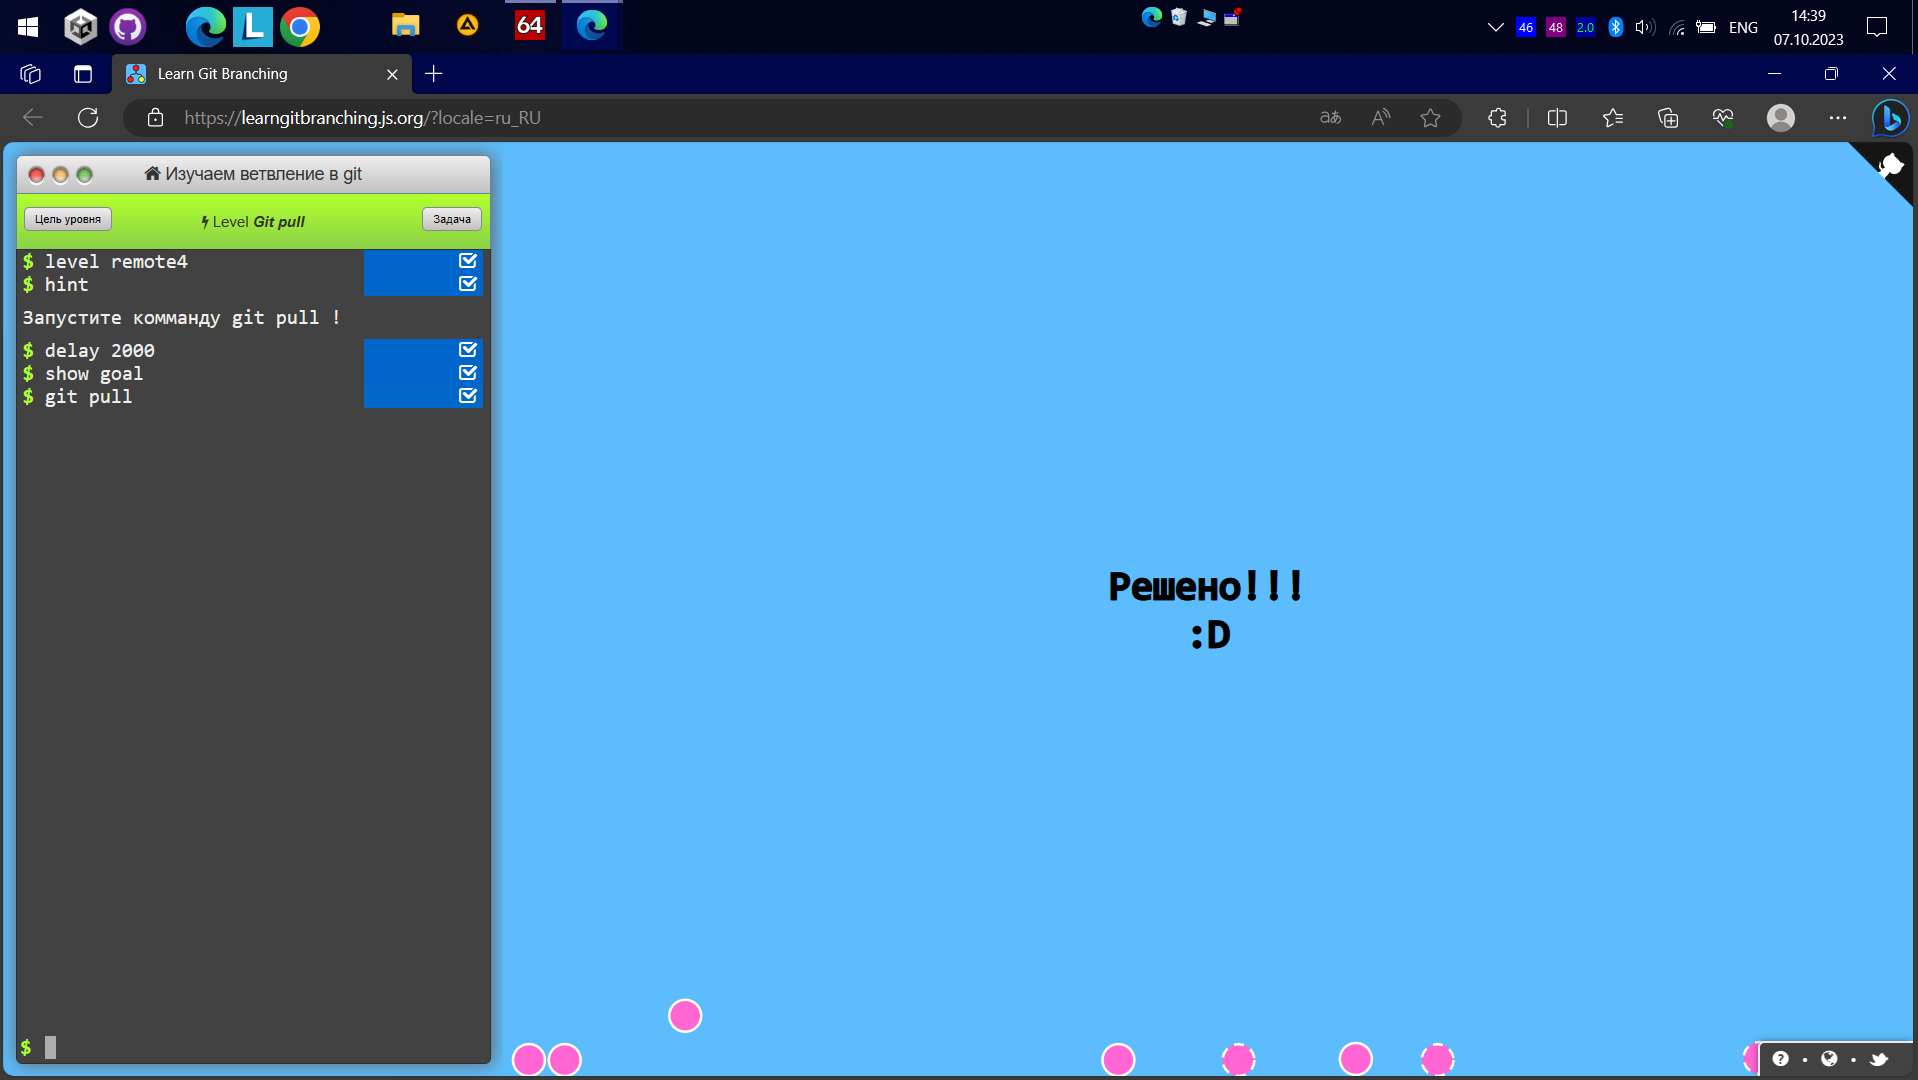 64
46
48
2.0
ENG
14:39
07.10.2023
Learn Git Branching
https://learngitbranching.js.org/?locale=ru_RU
Изучаем ветвление в git
Цель уровня
Level Git pull
Задача
$ level remote4
$ hint
Запустите комманду git pull !
$ delay 2000
$ show goal
$ git pull
Решено!!!
:D
$